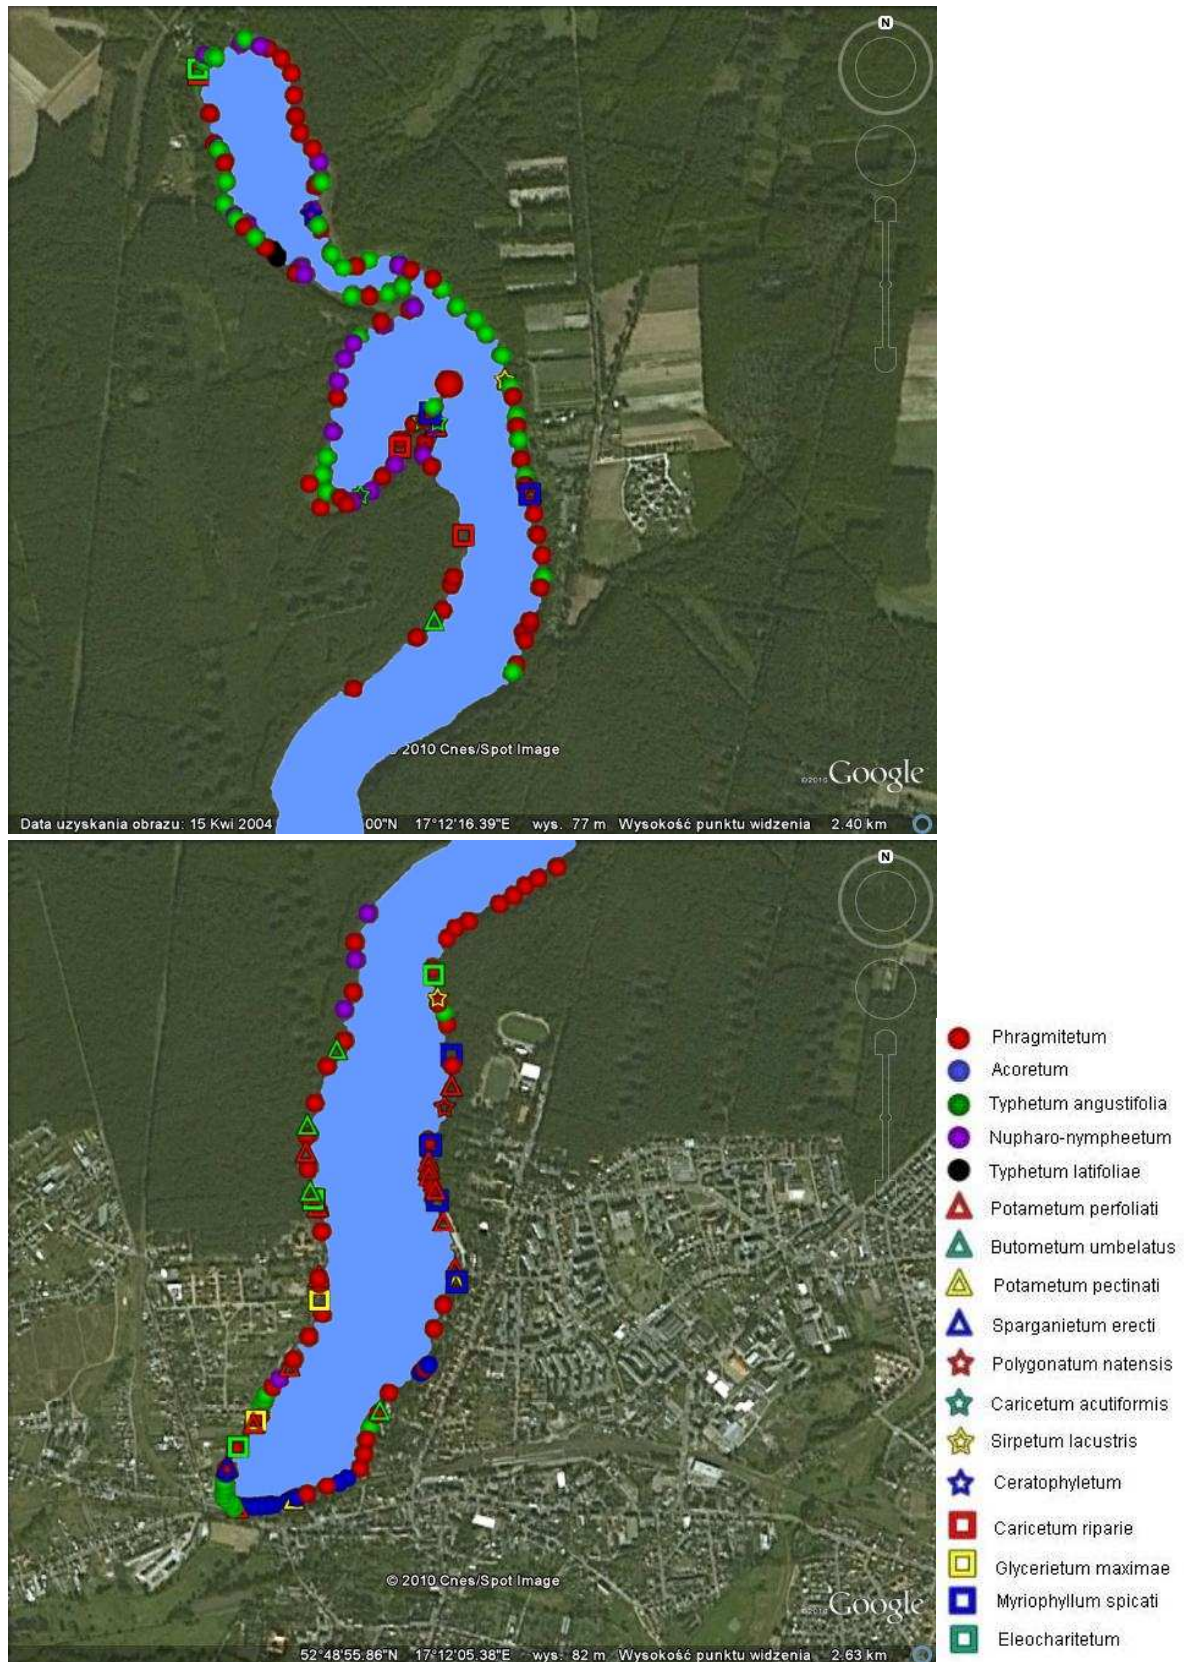 N
2010 Cnes/Spot Image
©2010 Google
Data uzyskania obrazu: 15 Kwi 2004 00"N 17°12'16.39"E wys. 77 m Wysokość punktu widzenia 2.40 km
N
© 2010 Cnes/Spot Image
©2010 Google
52°48'55.86"N 17°12'05.38"E wys. 82 m Wysokość punktu widzenia 2.63 km
Phragmitetum
Acoretum
Typhetum angustifolia
Nupharo-nympheetum
Typhetum latifoliae
Potametum perfoliati
Butometum umbelatus
Potametum pectinati
Sparganietum erecti
Polygonatum natensis
Caricetum acutiformis
Sirpetum lacustris
Ceratophyletum
Caricetum riparie
Glycerietum maximae
Myriophyllum spicati
Eleocharitetum